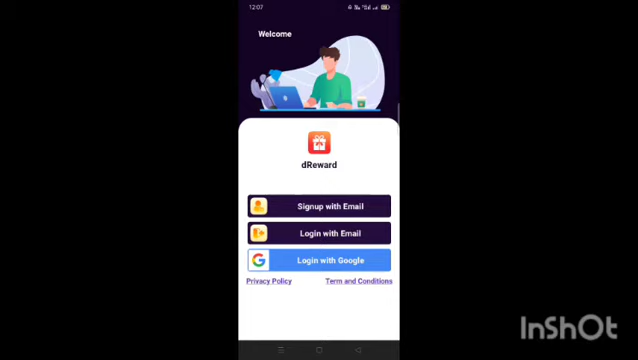 12:07
Welcome
dReward
Signup with Email
Login with Email
Login with Google
Privacy Policy
Term and Conditions
InShOt